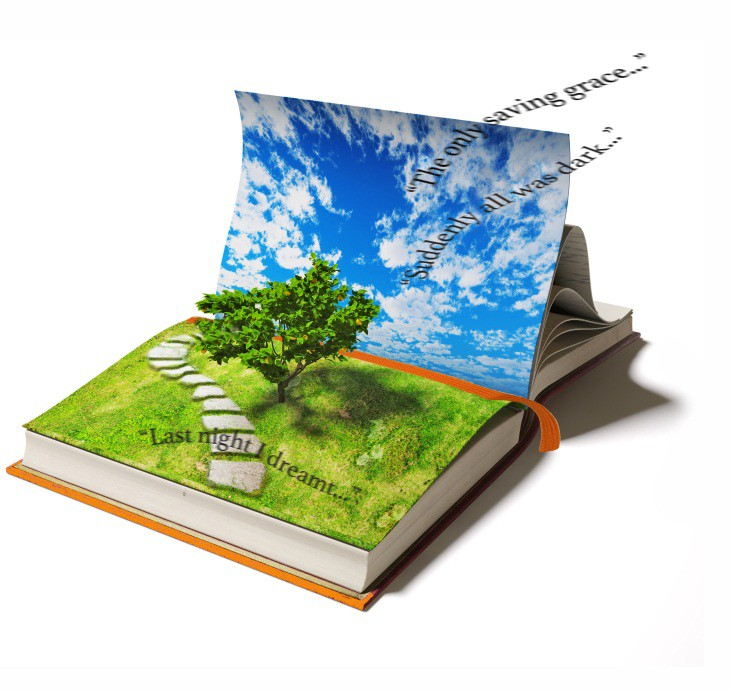 “The only saving grace...”
“Suddenly all was dark...”
“Last night I dreamt...”